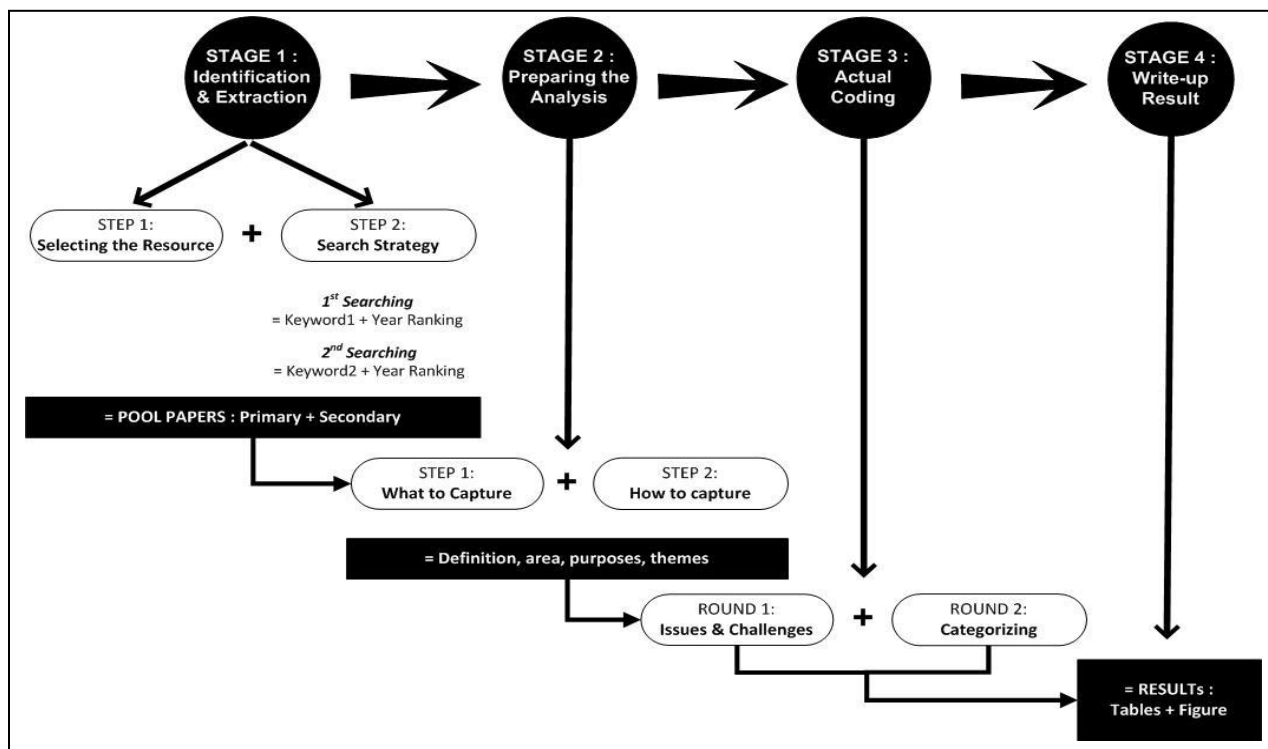 STAGE 1 :
Identification
& Extraction
STAGE 2 :
Preparing the
Analysis
STAGE 3 :
Actual
Coding
STAGE 4 :
Write-up
Result
STEP 1:
Selecting the Resource
+
STEP 2:
Search Strategy
1st Searching
= Keyword1 + Year Ranking
2nd Searching
= Keyword2 + Year Ranking
= POOL PAPERS : Primary + Secondary
STEP 1:
What to Capture
+
STEP 2:
How to capture
= Definition, area, purposes, themes
ROUND 1:
Issues & Challenges
+
ROUND 2:
Categorizing
= RESULTs :
Tables + Figure